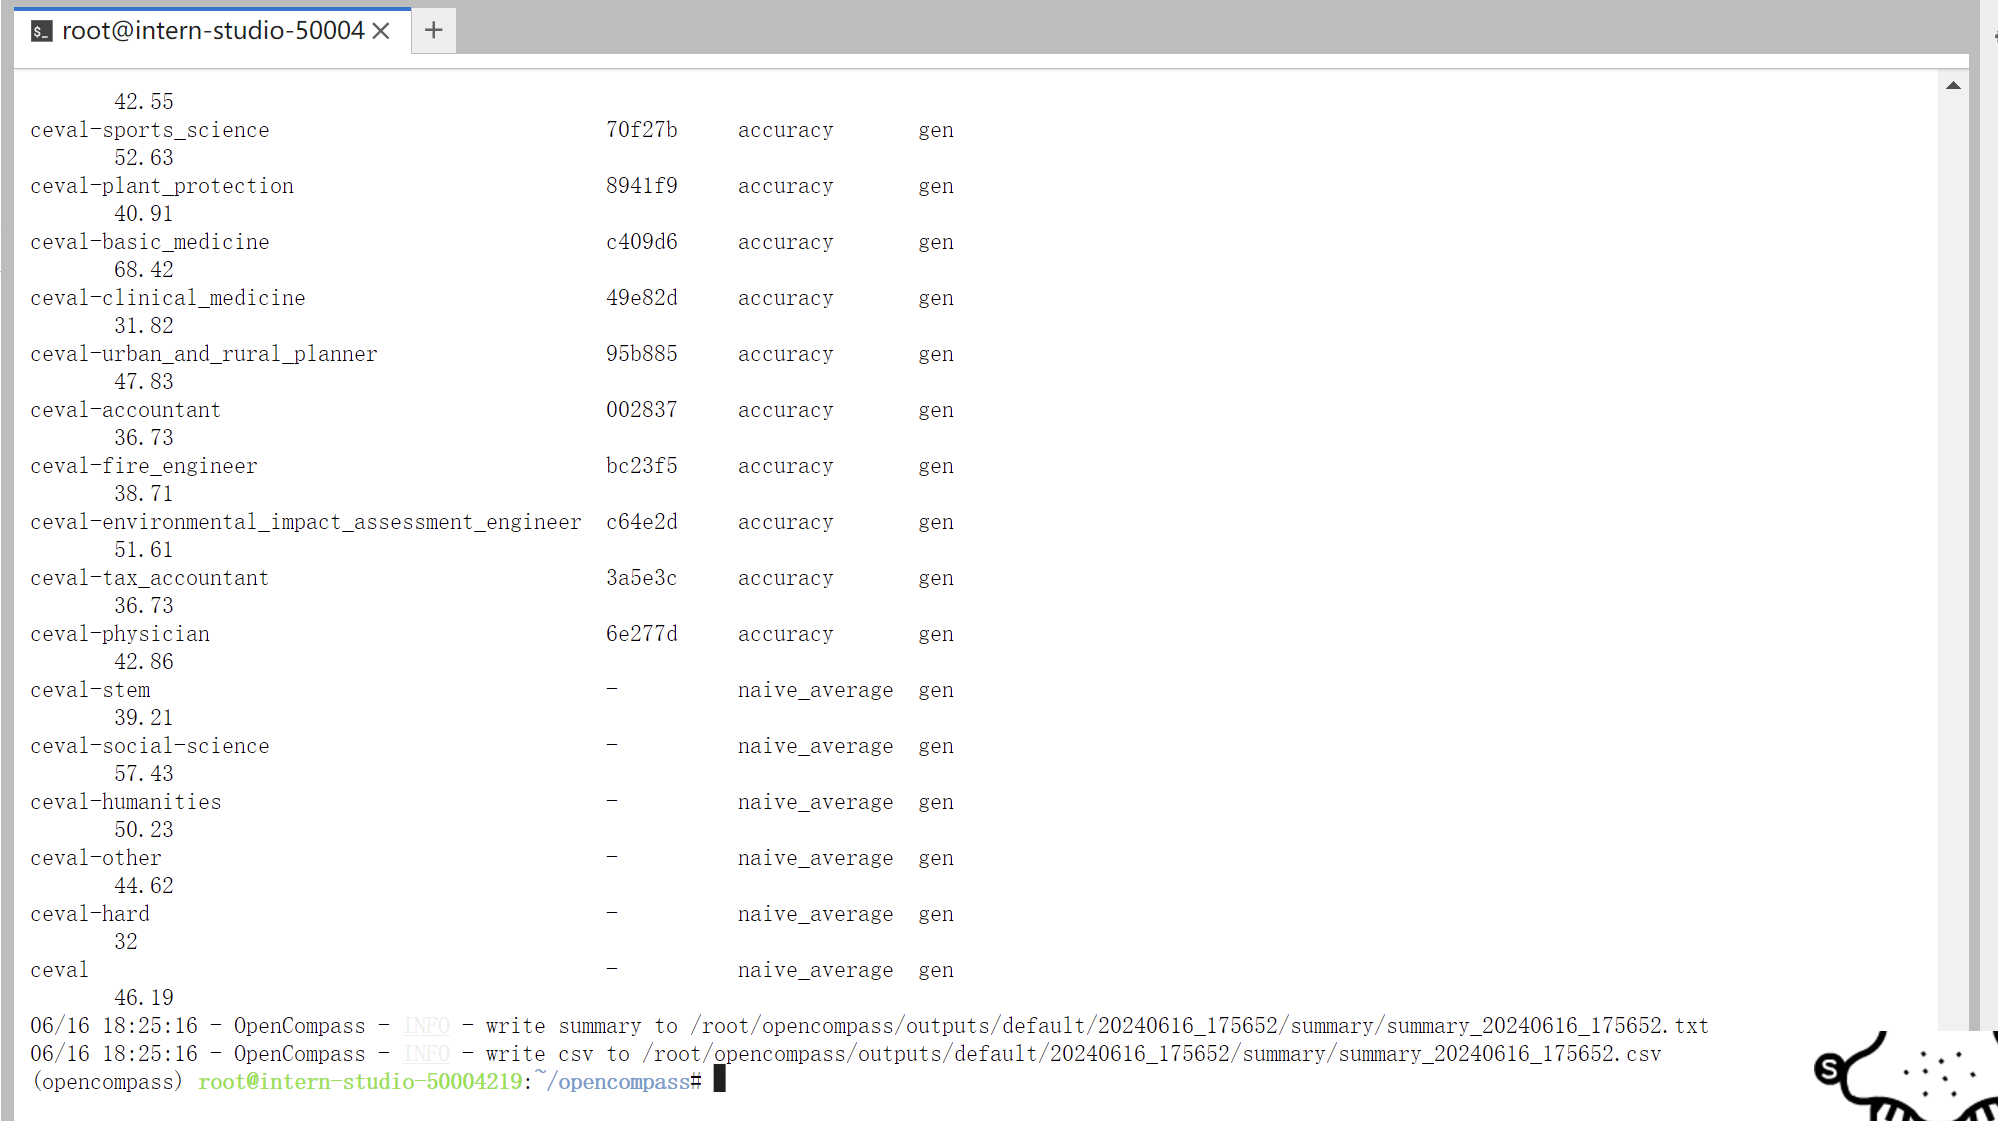 root@intern-studio-50004
42.55
ceval-sports_science 70f27b accuracy gen
52.63
ceval-plant_protection 8941f9 accuracy gen
40.91
ceval-basic_medicine c409d6 accuracy gen
68.42
ceval-clinical_medicine 49e82d accuracy gen
31.82
ceval-urban_and_rural_planner 95b885 accuracy gen
47.83
ceval-accountant 002837 accuracy gen
36.73
ceval-fire_engineer bc23f5 accuracy gen
38.71
ceval-environmental_impact_assessment_engineer c64e2d accuracy gen
51.61
ceval-tax_accountant 3a5e3c accuracy gen
36.73
ceval-physician 6e277d accuracy gen
42.86
ceval-stem - naive_average gen
39.21
ceval-social-science - naive_average gen
57.43
ceval-humanities - naive_average gen
50.23
ceval-other - naive_average gen
44.62
ceval-hard - naive_average gen
32
ceval - naive_average gen
46.19
06/16 18:25:16 - OpenCompass - INFO - write summary to /root/opencompass/outputs/default/20240616_175652/summary/summary_20240616_175652.txt
06/16 18:25:16 - OpenCompass - INFO - write csv to /root/opencompass/outputs/default/20240616_175652/summary/summary_20240616_175652.csv
(opencompass) root@intern-studio-50004219:~/opencompass#
S